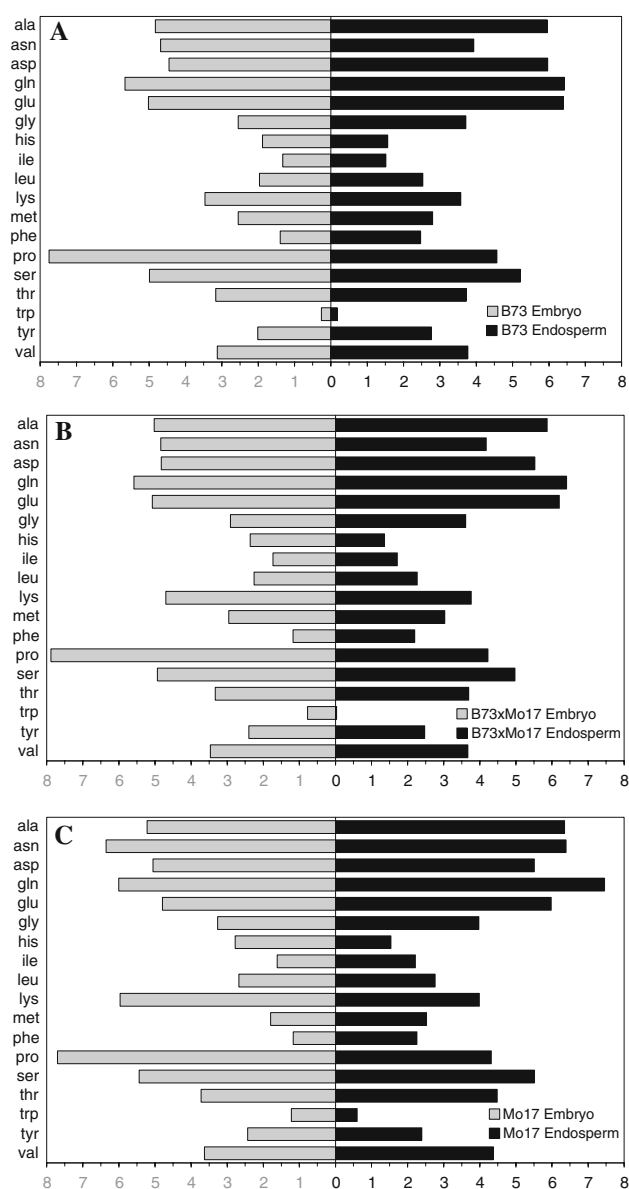 A
ala
asn
asp
gln
glu
gly
his
ile
leu
lys
met
phe
pro
ser
thr
trp
tyr
val
B73 Embryo
B73 Endosperm
8 7 6 5 4 3 2 1 0 1 2 3 4 5 6 7 8
B
ala
asn
asp
gln
glu
gly
his
ile
leu
lys
met
phe
pro
ser
thr
trp
tyr
val
B73xMo17 Embryo
B73xMo17 Endosperm
8 7 6 5 4 3 2 1 0 1 2 3 4 5 6 7 8
C
ala
asn
asp
gln
glu
gly
his
ile
leu
lys
met
phe
pro
ser
thr
trp
tyr
val
Mo17 Embryo
Mo17 Endosperm
8 7 6 5 4 3 2 1 0 1 2 3 4 5 6 7 8